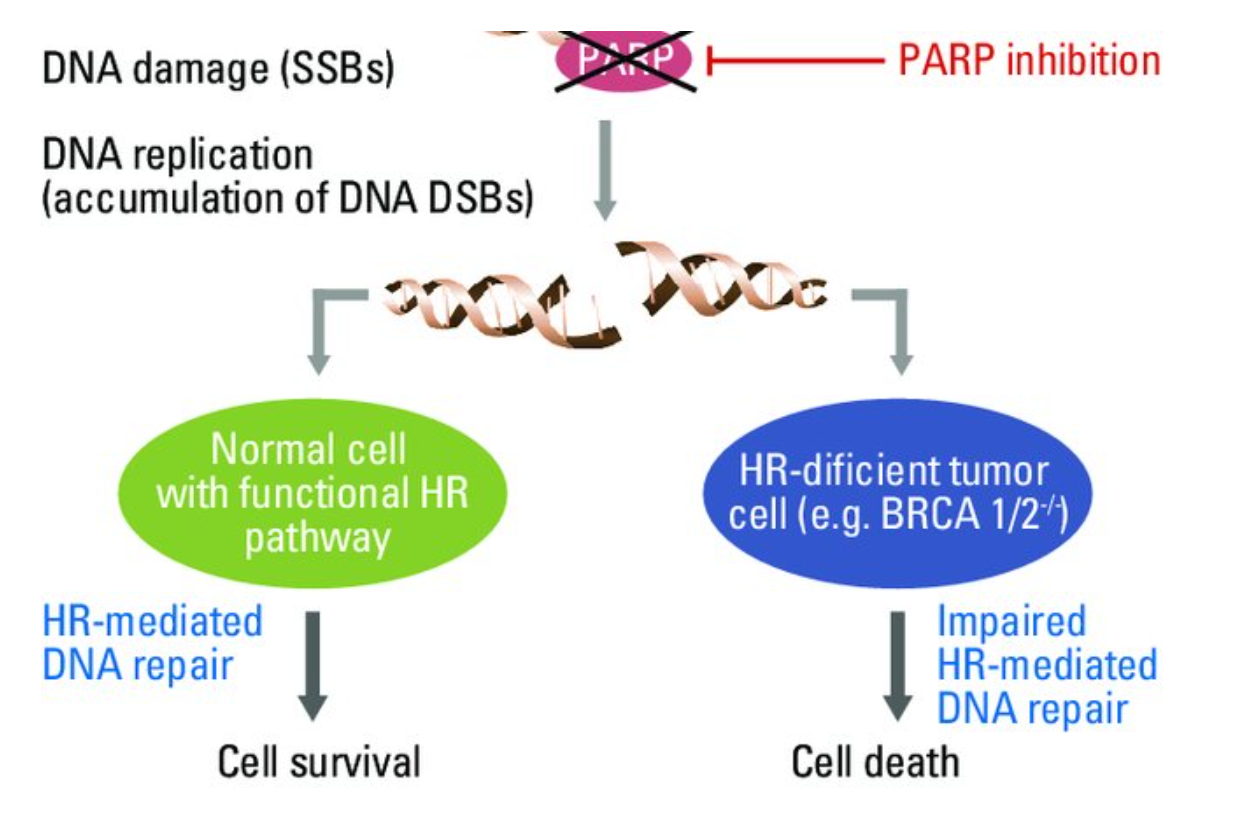 DNA damage (SSBs)
PARP
PARP inhibition
DNA replication
(accumulation of DNA DSBs)
Normal cell
with functional HR
pathway
HR-dificient tumor
cell (e.g. BRCA 1/2-/-)
HR-mediated
DNA repair
Impaired
HR-mediated
DNA repair
Cell survival
Cell death